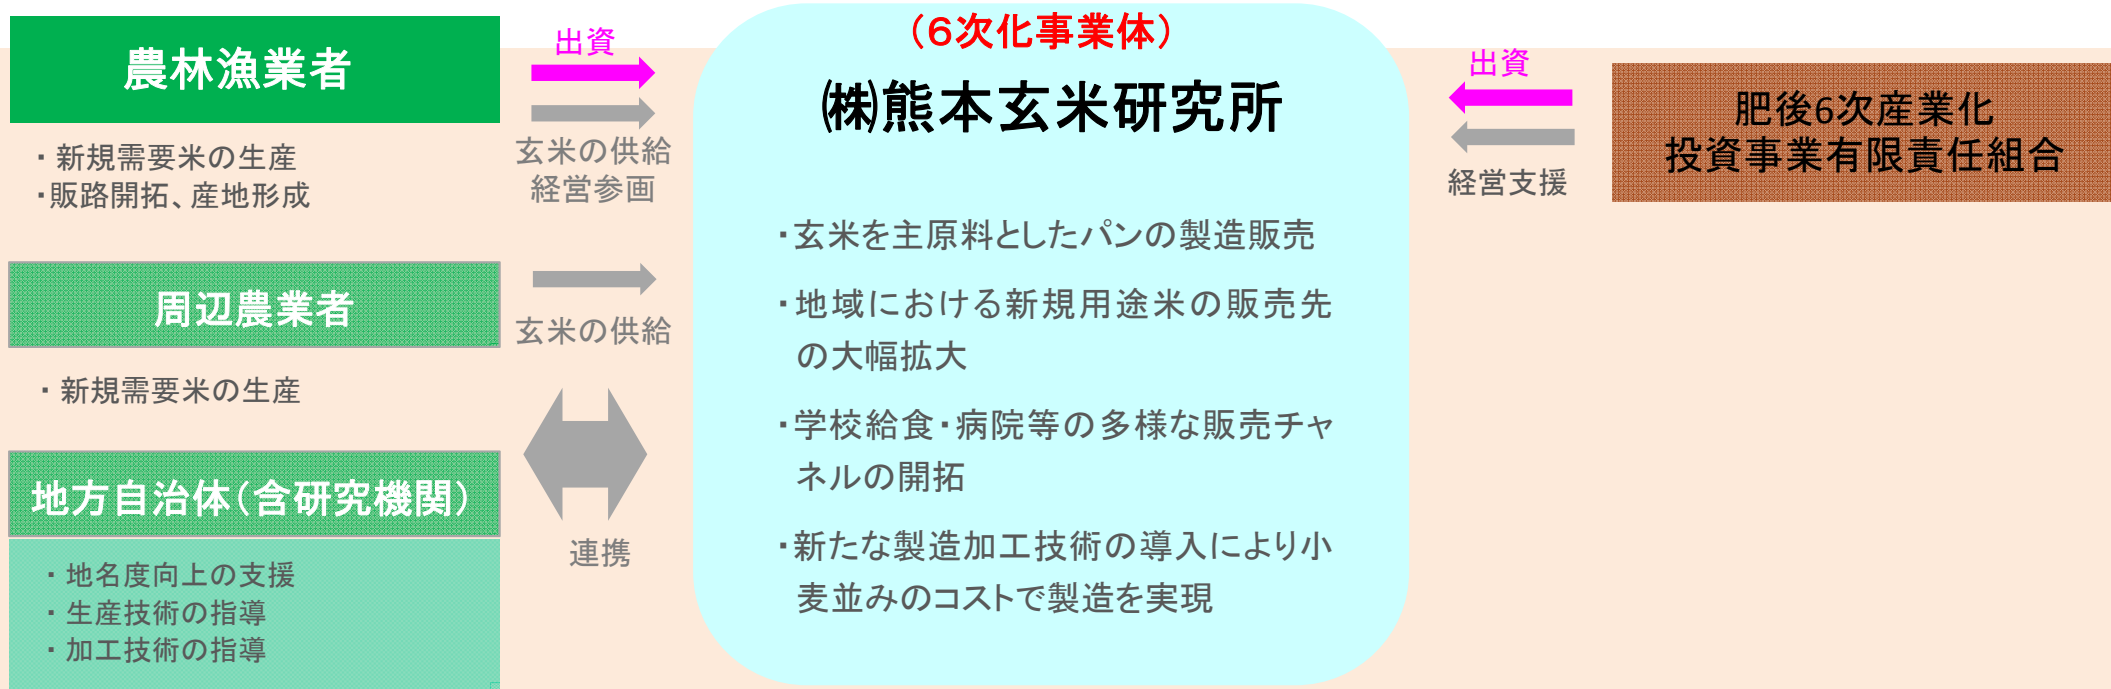 農林漁業者
・ 新規需要米の生産
・販路開拓、産地形成
出資
玄米の供給
経営参画
周辺農業者
・ 新規需要米の生産
玄米の供給
地方自治体(含研究機関)
・ 地名度向上の支援
・ 生産技術の指導
・ 加工技術の指導
連携
(6次化事業体)
㈱熊本玄米研究所
・玄米を主原料としたパンの製造販売
・地域における新規用途米の販売先
の大幅拡大
・学校給食・病院等の多様な販売チャ
ネルの開拓
・新たな製造加工技術の導入により小
麦並みのコストで製造を実現
出資
経営支援
肥後6次産業化
投資事業有限責任組合